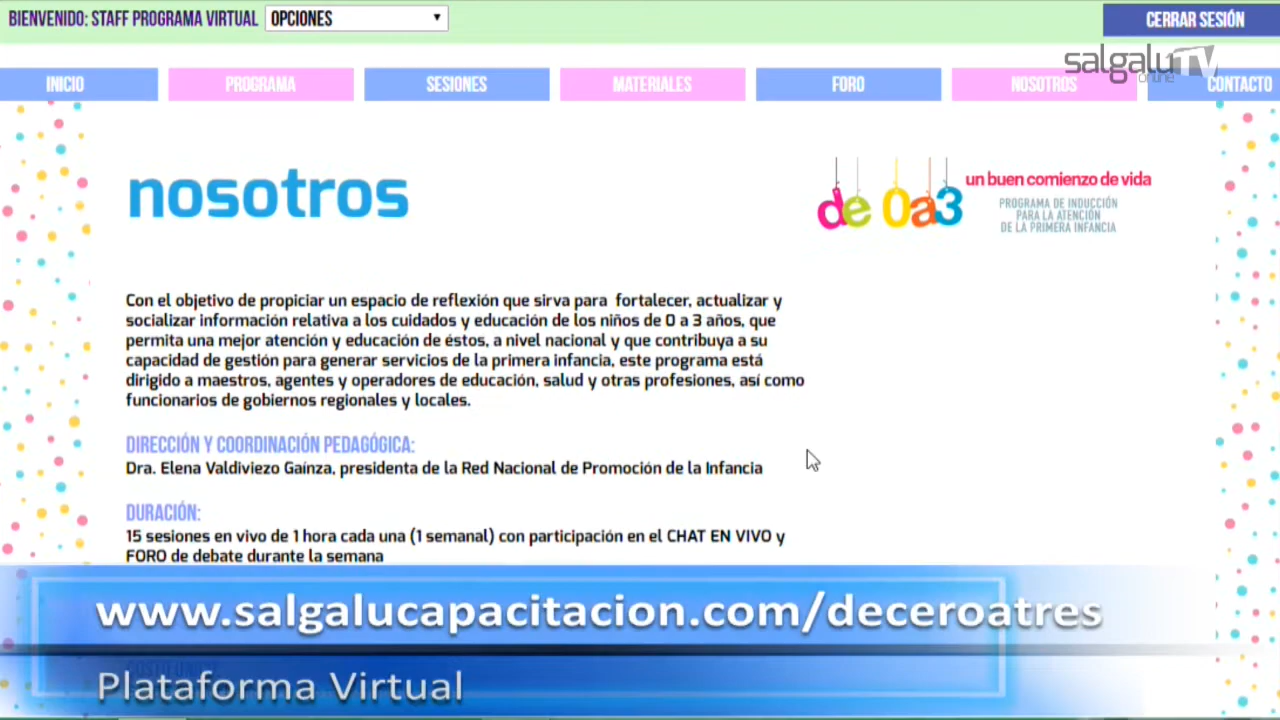 BIENVENIDO: STAFF PROGRAMA VIRTUAL OPCIONES CERRAR SESIÓN
salgalu TV online
INICIO PROGRAMA SESIONES MATERIALES FORO NOSOTROS CONTACTO
nosotros
de 0a3 un buen comienzo de vida
PROGRAMA DE INDUCCIÓN
PARA LA ATENCIÓN
DE LA PRIMERA INFANCIA
Con el objetivo de propiciar un espacio de reflexión que sirva para fortalecer, actualizar y
socializar información relativa a los cuidados y educación de los niños de 0 a 3 años, que
permita una mejor atención y educación de éstos, a nivel nacional y que contribuya a su
capacidad de gestión para generar servicios de la primera infancia, este programa está
dirigido a maestros, agentes y operadores de educación, salud y otras profesiones, así como
funcionarios de gobiernos regionales y locales.
DIRECCIÓN Y COORDINACIÓN PEDAGÓGICA:
Dra. Elena Valdiviezo Gaínza, presidenta de la Red Nacional de Promoción de la Infancia
DURACIÓN:
15 sesiones en vivo de 1 hora cada una (1 semanal) con participación en el CHAT EN VIVO y
FORO de debate durante la semana
www.salgalucapacitacion.com/deceroatres
Plataforma Virtual